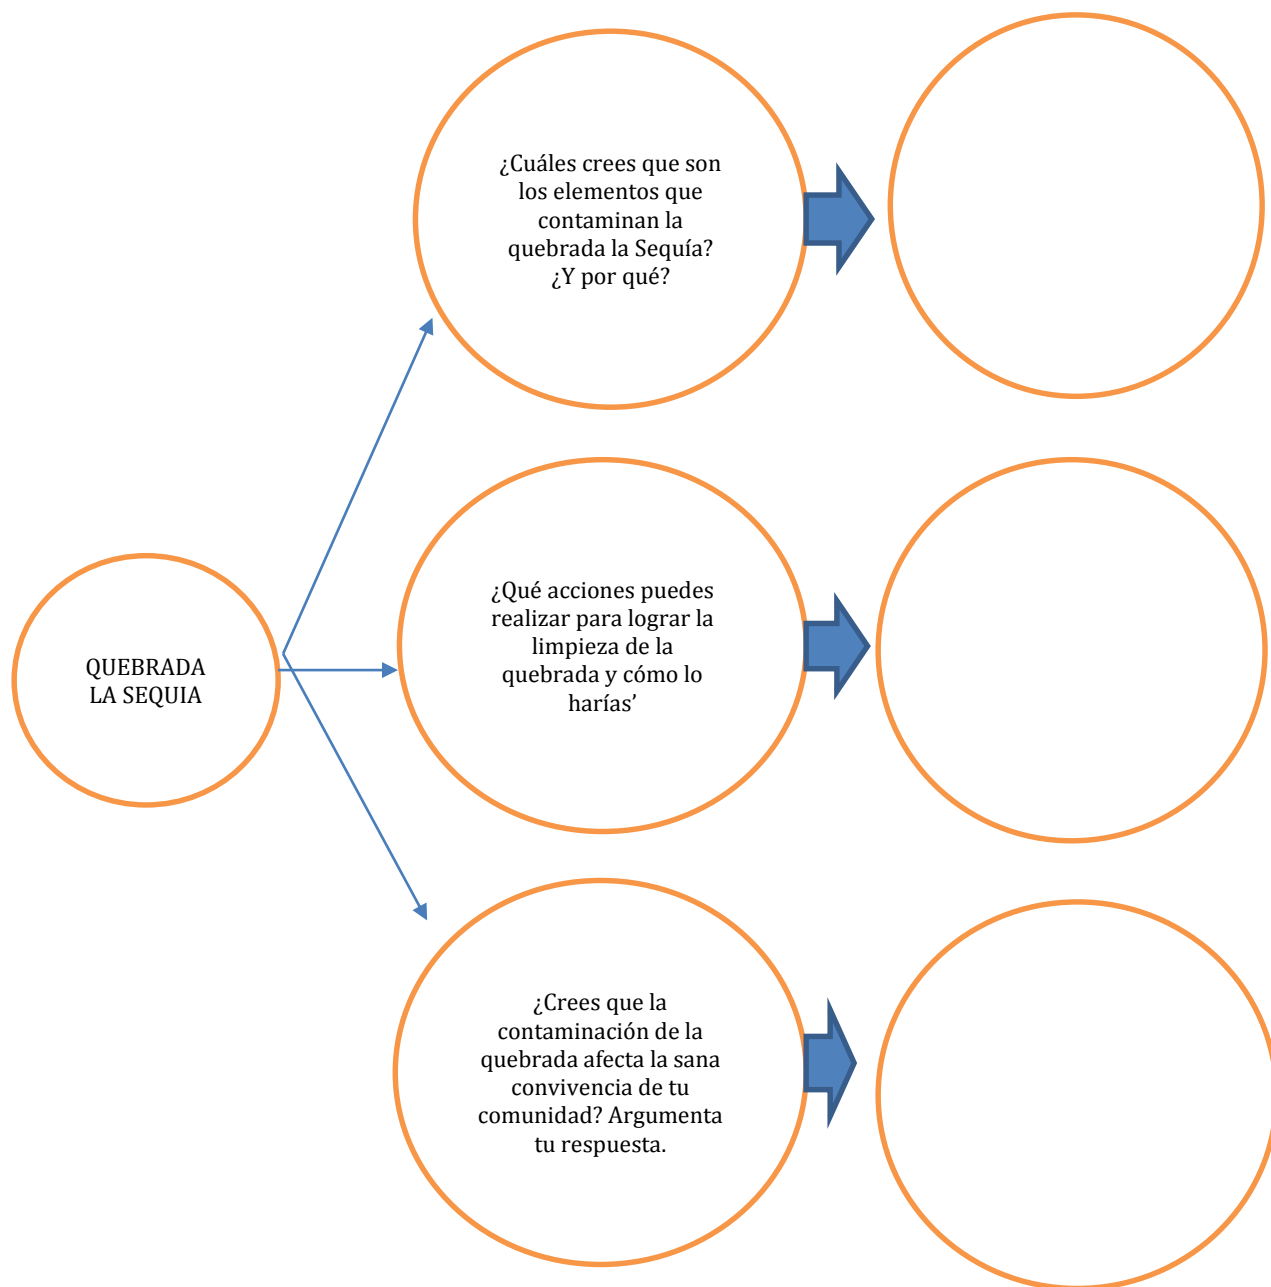 ¿Cuáles crees que son
los elementos que
contaminan la
quebrada la Sequía?
¿Y por qué?
QUEBRADA
LA SEQUIA
¿Qué acciones puedes
realizar para lograr la
limpieza de la
quebrada y cómo lo
harías’
¿Crees que la
contaminación de la
quebrada afecta la sana
convivencia de tu
comunidad? Argumenta
tu respuesta.